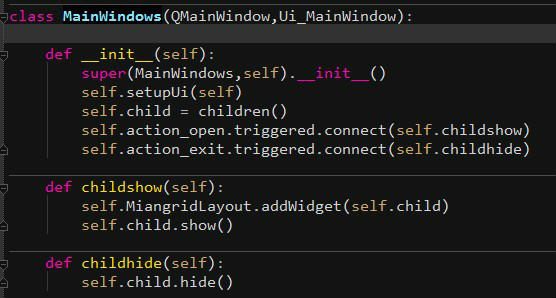 class MainWindows(QMainWindow,Ui_MainWindow):
    def __init__(self):
        super(MainWindows,self).__init__()
        self.setupUi(self)
        self.child = children()
        self.action_open.triggered.connect(self.childshow)
        self.action_exit.triggered.connect(self.childhide)
    def childshow(self):
        self.MiangridLayout.addWidget(self.child)
        self.child.show()
    def childhide(self):
        self.child.hide()